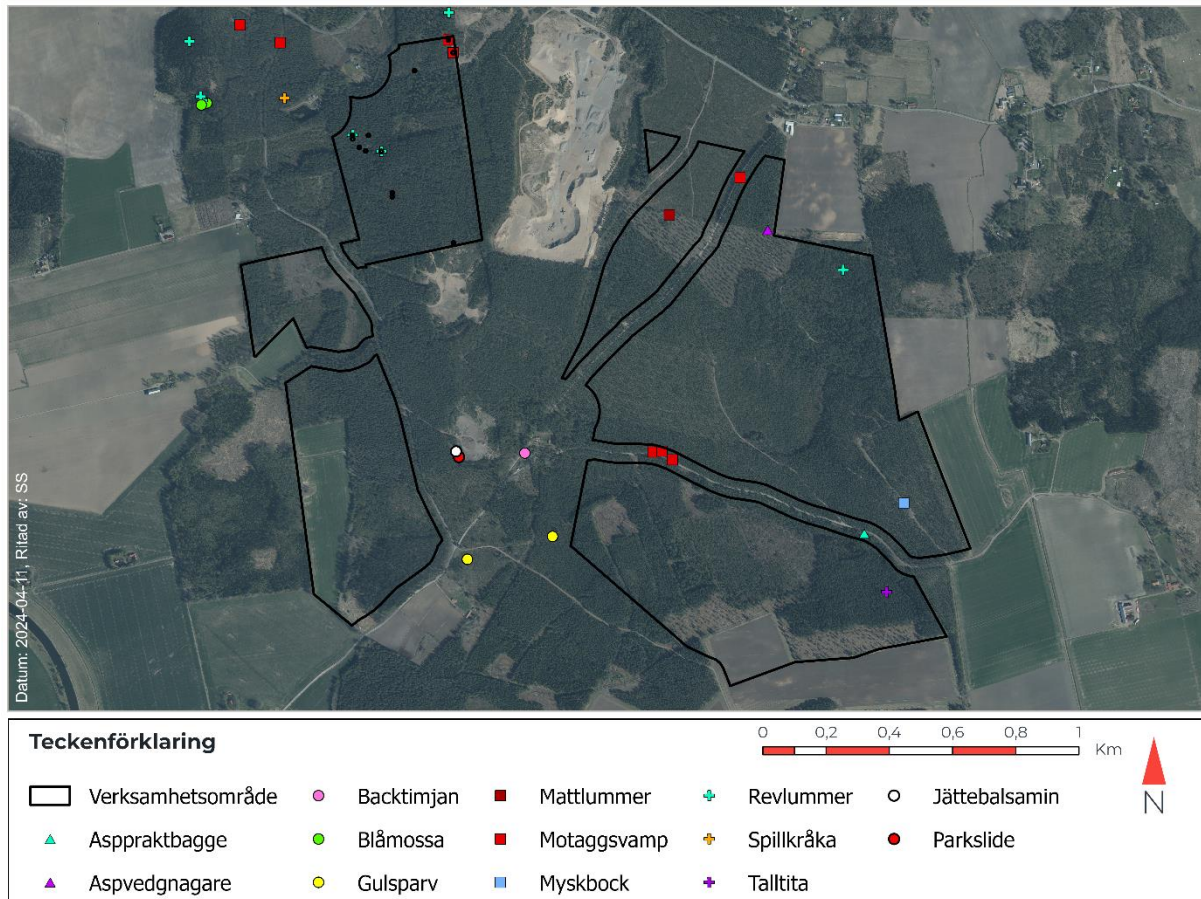 Datum: 2024-04-11, Ritad av: SS
Teckenförklaring
0 0,2 0,4 0,6 0,8 1
Km
N
Verksamhetsområde
Backtimjan
Mattlummer
Revlummer
Jättebalsamin
Asppraktbagge
Blåmossa
Motaggsvamp
Spillkråka
Parkslide
Aspvedgnagare
Gulsparv
Myskbock
Talltita